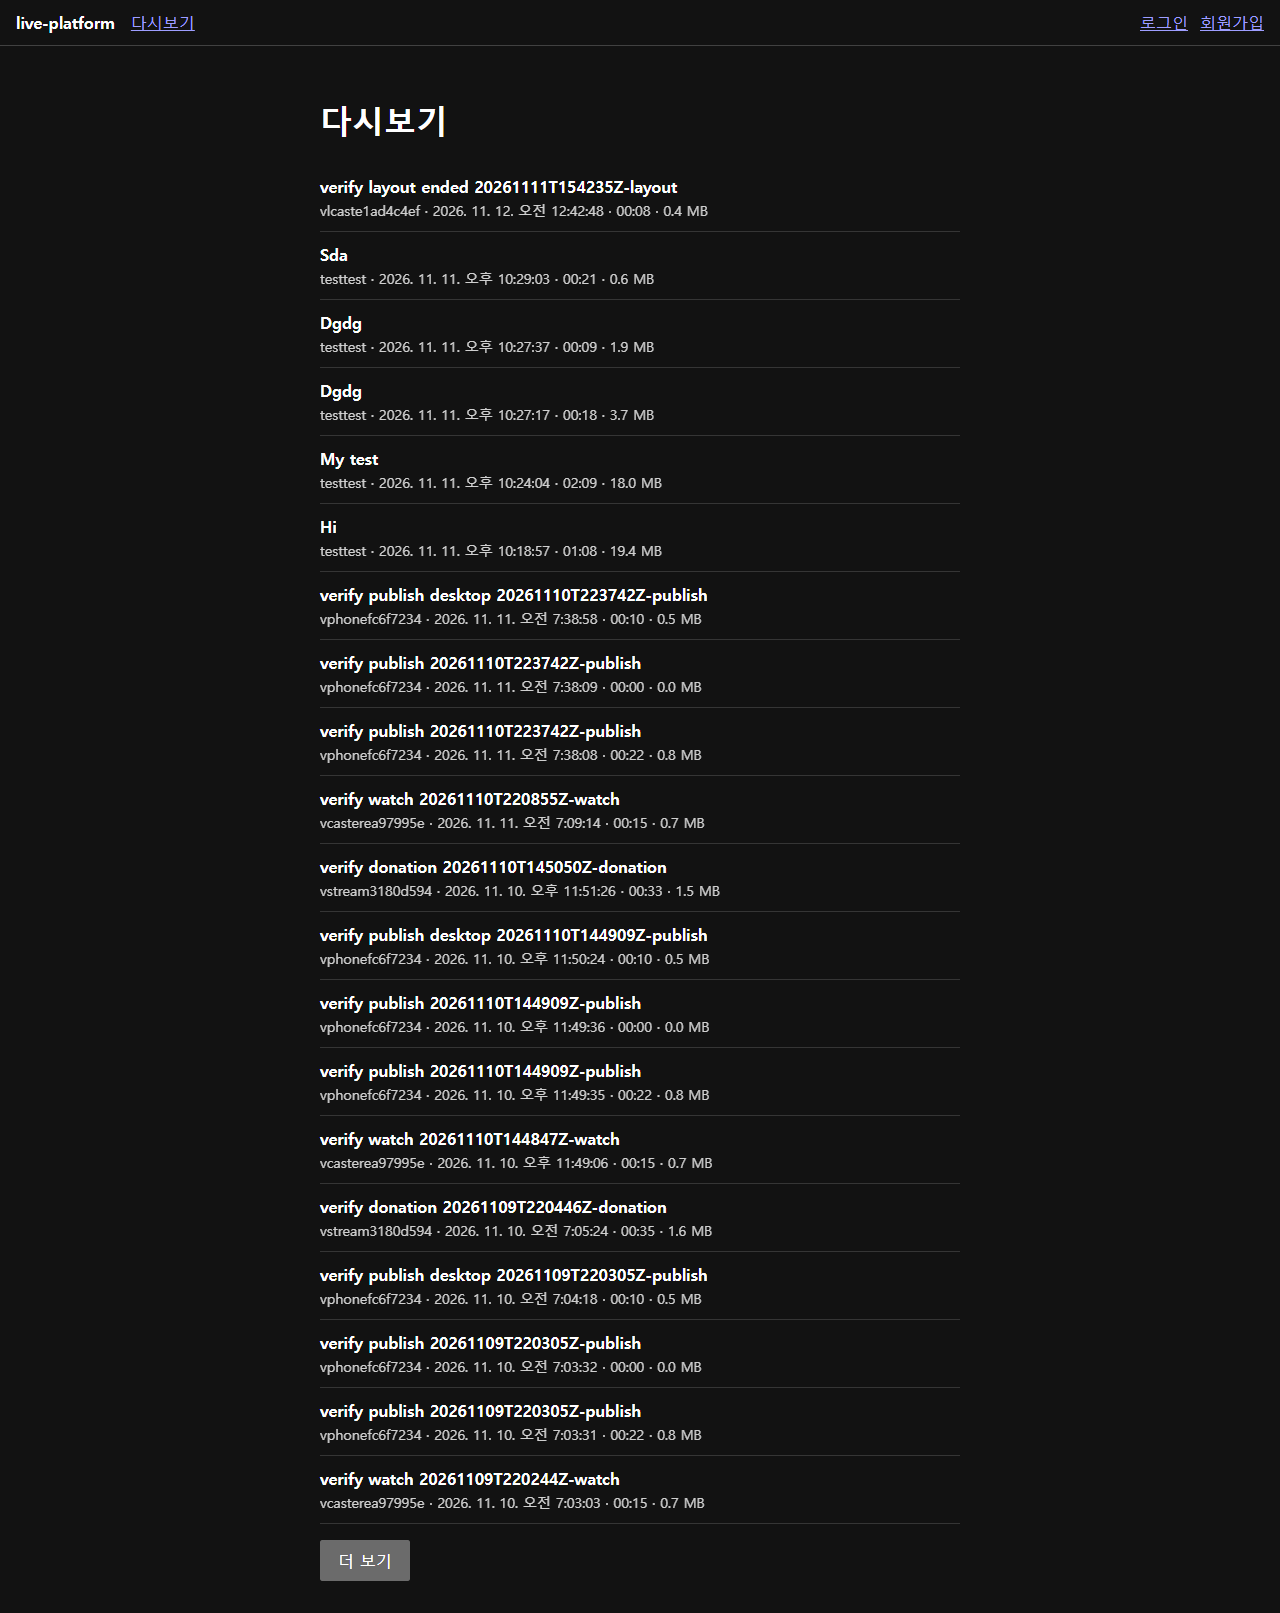 live-platform 다시보기 로그인 회원가입
다시보기
verify layout ended 20261111T154235Z-layout
vlcaste1ad4c4ef · 2026. 11. 12. 오전 12:42:48 · 00:08 · 0.4 MB
Sda
testtest · 2026. 11. 11. 오후 10:29:03 · 00:21 · 0.6 MB
Dgdg
testtest · 2026. 11. 11. 오후 10:27:37 · 00:09 · 1.9 MB
Dgdg
testtest · 2026. 11. 11. 오후 10:27:17 · 00:18 · 3.7 MB
My test
testtest · 2026. 11. 11. 오후 10:24:04 · 02:09 · 18.0 MB
Hi
testtest · 2026. 11. 11. 오후 10:18:57 · 01:08 · 19.4 MB
verify publish desktop 20261110T223742Z-publish
vphonefc6f7234 · 2026. 11. 11. 오전 7:38:58 · 00:10 · 0.5 MB
verify publish 20261110T223742Z-publish
vphonefc6f7234 · 2026. 11. 11. 오전 7:38:09 · 00:00 · 0.0 MB
verify publish 20261110T223742Z-publish
vphonefc6f7234 · 2026. 11. 11. 오전 7:38:08 · 00:22 · 0.8 MB
verify watch 20261110T220855Z-watch
vcasterea97995e · 2026. 11. 11. 오전 7:09:14 · 00:15 · 0.7 MB
verify donation 20261110T145050Z-donation
vstream3180d594 · 2026. 11. 10. 오후 11:51:26 · 00:33 · 1.5 MB
verify publish desktop 20261110T144909Z-publish
vphonefc6f7234 · 2026. 11. 10. 오후 11:50:24 · 00:10 · 0.5 MB
verify publish 20261110T144909Z-publish
vphonefc6f7234 · 2026. 11. 10. 오후 11:49:36 · 00:00 · 0.0 MB
verify publish 20261110T144909Z-publish
vphonefc6f7234 · 2026. 11. 10. 오후 11:49:35 · 00:22 · 0.8 MB
verify watch 20261110T144847Z-watch
vcasterea97995e · 2026. 11. 10. 오후 11:49:06 · 00:15 · 0.7 MB
verify donation 20261109T220446Z-donation
vstream3180d594 · 2026. 11. 10. 오전 7:05:24 · 00:35 · 1.6 MB
verify publish desktop 20261109T220305Z-publish
vphonefc6f7234 · 2026. 11. 10. 오전 7:04:18 · 00:10 · 0.5 MB
verify publish 20261109T220305Z-publish
vphonefc6f7234 · 2026. 11. 10. 오전 7:03:32 · 00:00 · 0.0 MB
verify publish 20261109T220305Z-publish
vphonefc6f7234 · 2026. 11. 10. 오전 7:03:31 · 00:22 · 0.8 MB
verify watch 20261109T220244Z-watch
vcasterea97995e · 2026. 11. 10. 오전 7:03:03 · 00:15 · 0.7 MB
더 보기